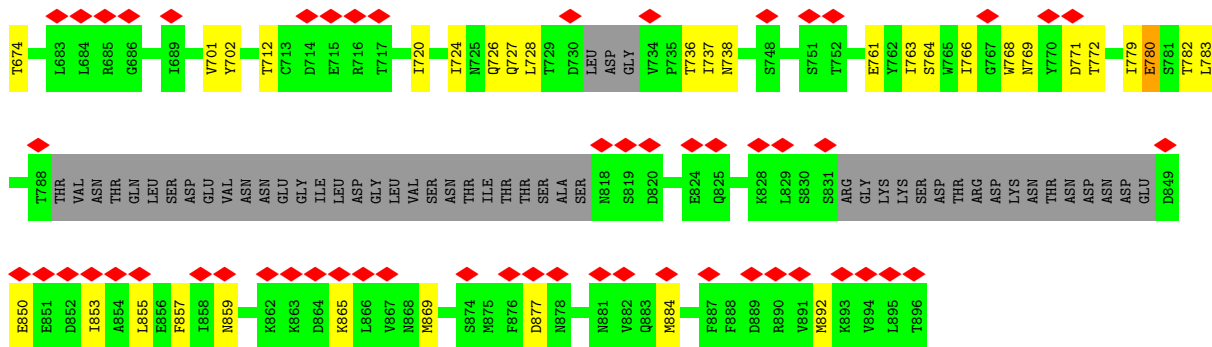 T674 L683 L684 R685 G686 I689 V701 Y702 T712 C713 D714 E715 R716 T717 I720 I724 N725 Q726 Q727 L728 T729 D730 LEU ASP GLY V734 P735 T736 I737 N738 S748 S751 T752 E761 Y762 I763 S764 W765 I766 G767 W768 N769 Y770 D771 T772 I779 E780 S781 T782 L783
T788 THR VAL ASN THR GLN LEU SER ASP GLU VAL ASN ASN GLU GLY ILE LEU ASP GLY LEU VAL SER ASN THR ILE THR THR SER ALA SER N818 S819 D820 E824 Q825 K828 L829 S830 S831 ARG GLY LYS LYS SER ASP THR ARG ASP LYS ASN THR ASN ASP ASN ASP GLU D849
E850 E851 D852 I853 A854 L855 E856 F857 I858 N859 K862 K863 D864 K865 L866 V867 N868 M869 S874 M875 F876 D877 N878 N881 V882 Q883 M884 F887 F888 D889 R890 V891 M892 K893 V894 L895 T896